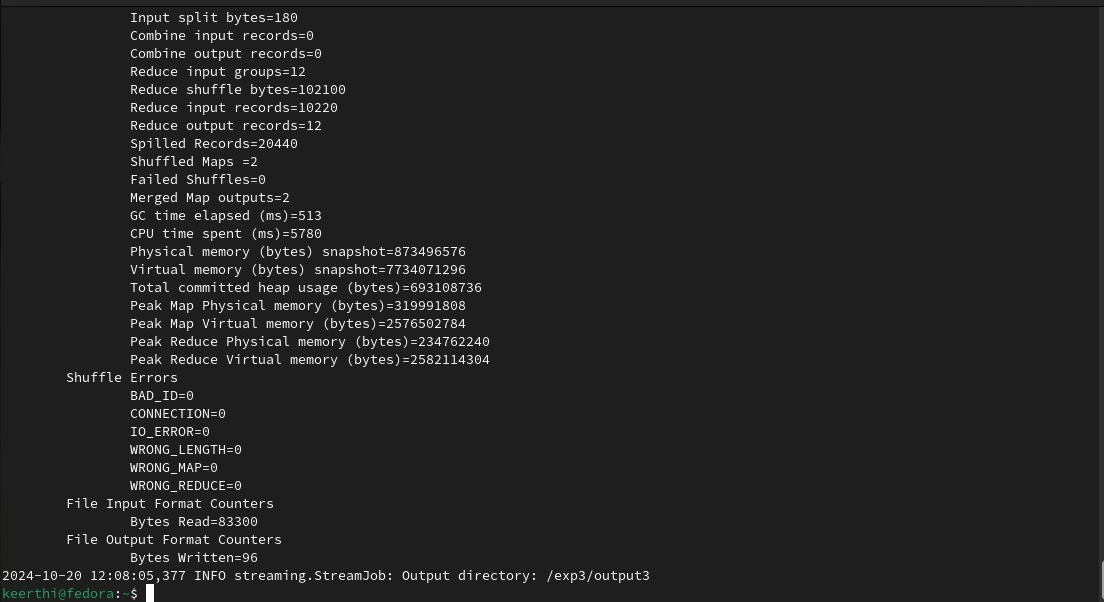 Input split bytes=180
Combine input records=0
Combine output records=0
Reduce input groups=12
Reduce shuffle bytes=102100
Reduce input records=10220
Reduce output records=12
Spilled Records=20440
Shuffled Maps =2
Failed Shuffles=0
Merged Map outputs=2
GC time elapsed (ms)=513
CPU time spent (ms)=5780
Physical memory (bytes) snapshot=873496576
Virtual memory (bytes) snapshot=7734071296
Total committed heap usage (bytes)=693108736
Peak Map Physical memory (bytes)=319991808
Peak Map Virtual memory (bytes)=2576502784
Peak Reduce Physical memory (bytes)=234762240
Peak Reduce Virtual memory (bytes)=2582114304
Shuffle Errors
BAD_ID=0
CONNECTION=0
IO_ERROR=0
WRONG_LENGTH=0
WRONG_MAP=0
WRONG_REDUCE=0
File Input Format Counters
Bytes Read=83300
File Output Format Counters
Bytes Written=96
2024-10-20 12:08:05,377 INFO streaming.StreamJob: Output directory: /exp3/output3
keerthi@fedora:~$